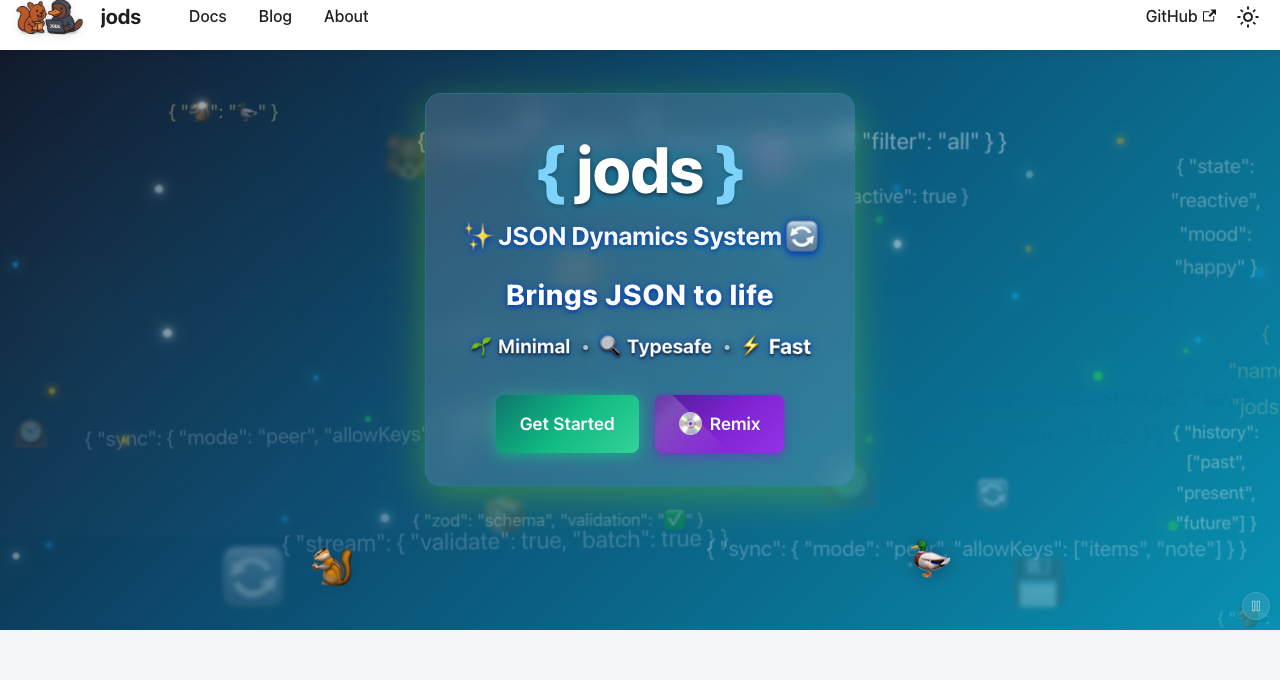 jods
Docs
Blog
About
GitHub
{ "🐿️": "🦆" }
{
"filter": "all" } }
active": true }
{ "state":
"reactive",
"mood":
"happy" }
{ jods }
✨ JSON Dynamics System 🔄
Brings JSON to life
🌱 Minimal • 🔍 Typesafe • ⚡ Fast
Get Started
💿 Remix
{
"name
"jods
{ "sync": { "mode": "peer", "allowKeys"
{ "history":
["past",
"present",
"future"] }
{ "zod": "schema", "validation": "✅" }
{ "stream": { "validate": true, "batch": true } }
{ "sync": { "mode": "peer", "allowKeys": ["items", "note"] } }